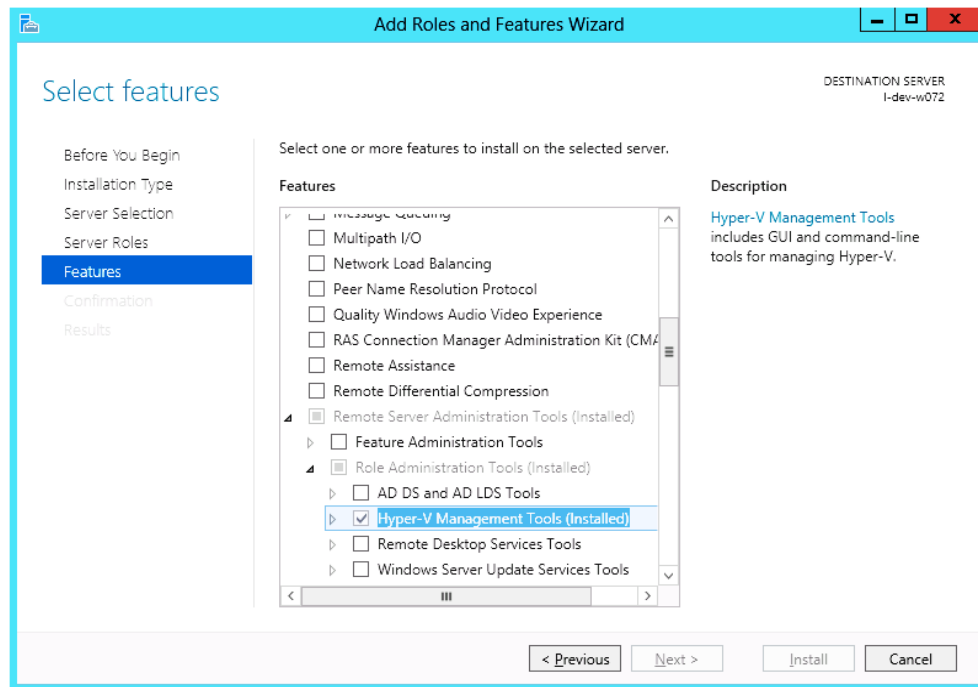 Add Roles and Features Wizard
Select features
DESTINATION SERVER
l-dev-w072
Before You Begin
Installation Type
Server Selection
Server Roles
Features
Confirmation
Results
Select one or more features to install on the selected server.
Features
Message Queuing
Multipath I/O
Network Load Balancing
Peer Name Resolution Protocol
Quality Windows Audio Video Experience
RAS Connection Manager Administration Kit (CMA
Remote Assistance
Remote Differential Compression
Remote Server Administration Tools (Installed)
Feature Administration Tools
Role Administration Tools (Installed)
AD DS and AD LDS Tools
Hyper-V Management Tools (Installed)
Remote Desktop Services Tools
Windows Server Update Services Tools
Description
Hyper-V Management Tools
includes GUI and command-line
tools for managing Hyper-V.
< Previous
Next >
Install
Cancel